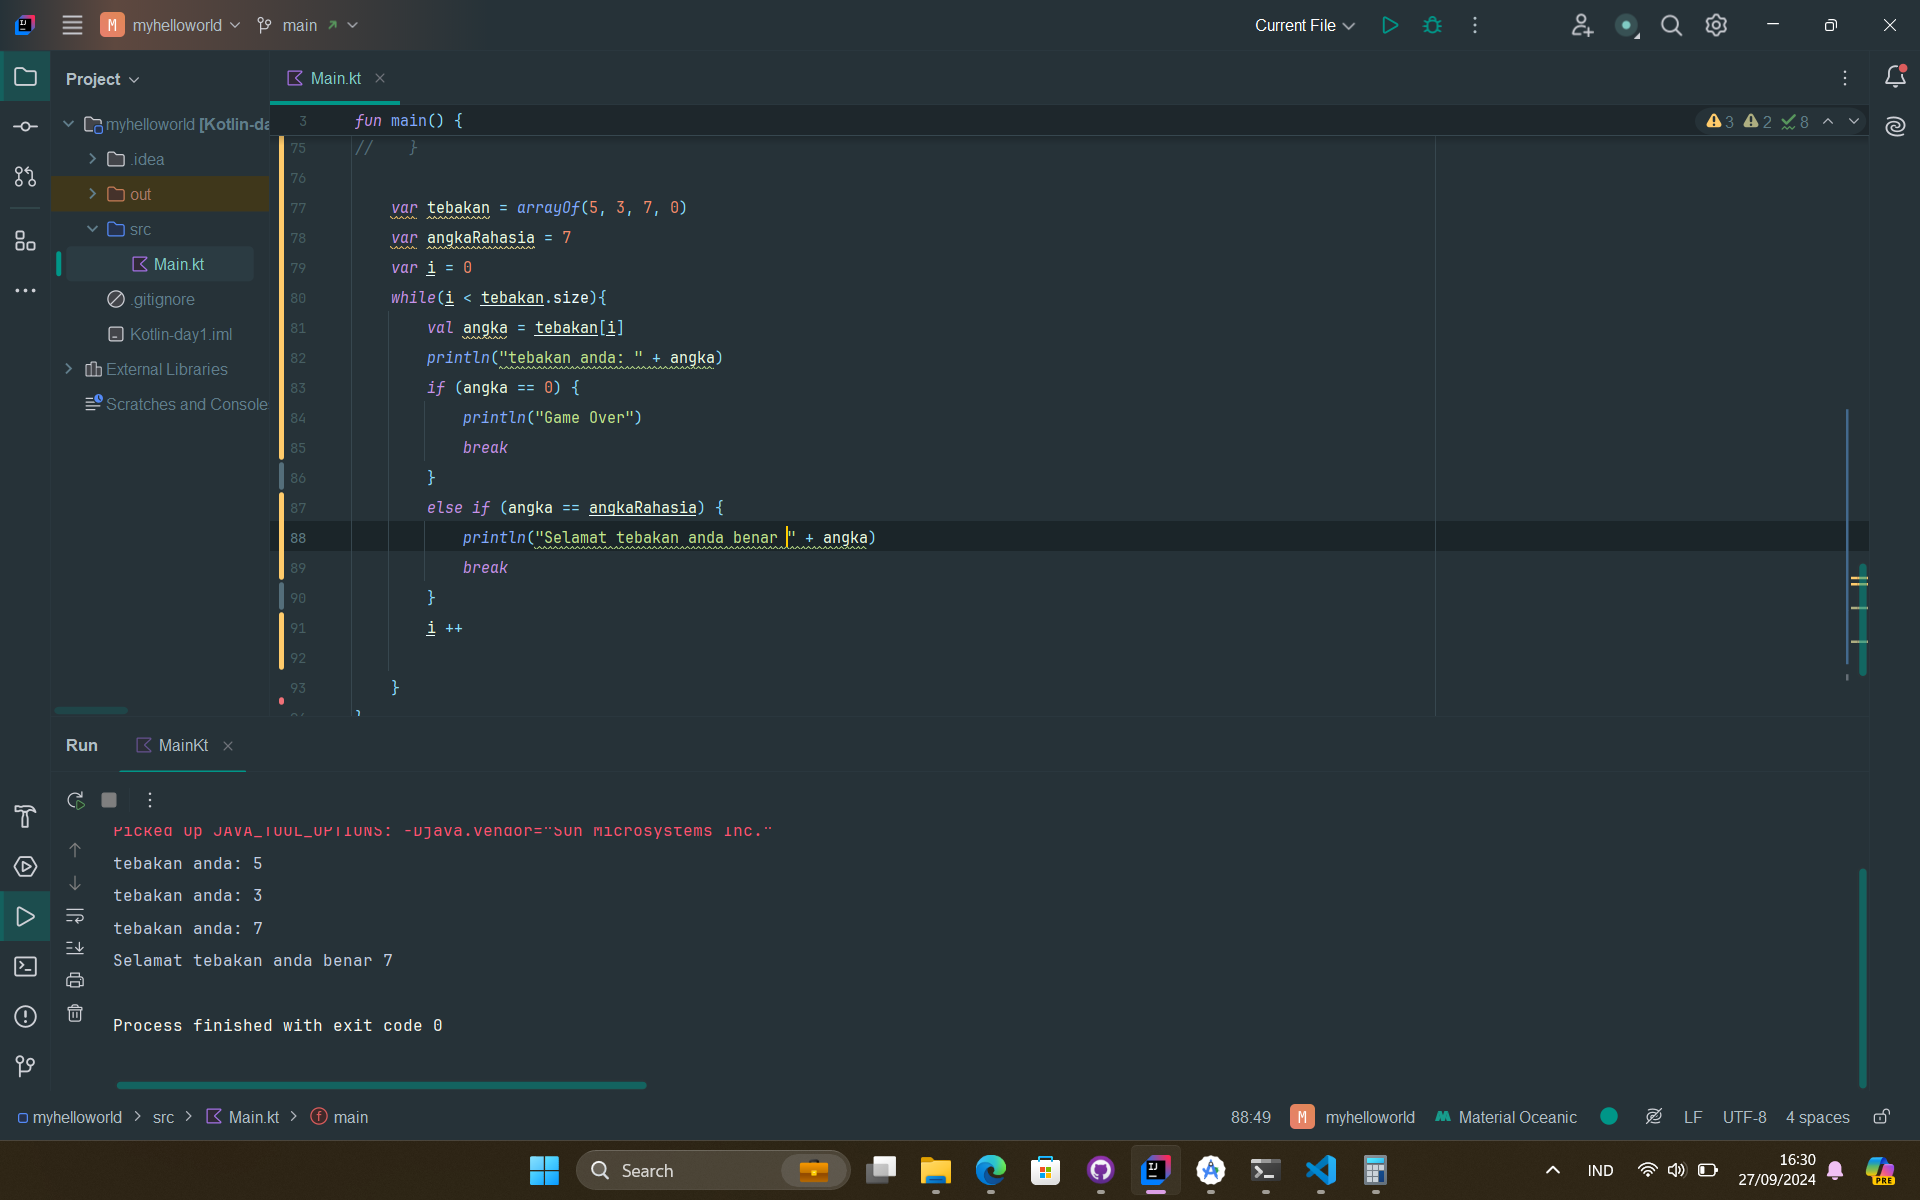 M myhelloworld main Current File
Project Main.kt
3 fun main() { 3 2 8
myhelloworld [Kotlin-da
.idea
out
src
Main.kt
.gitignore
Kotlin-day1.iml
External Libraries
Scratches and Console
75 // }
76
77 var tebakan = arrayOf(5, 3, 7, 0)
78 var angkaRahasia = 7
79 var i = 0
80 while(i < tebakan.size){
81 val angka = tebakan[i]
82 println("tebakan anda: " + angka)
83 if (angka == 0) {
84 println("Game Over")
85 break
86 }
87 else if (angka == angkaRahasia) {
88 println("Selamat tebakan anda benar " + angka)
89 break
90 }
91 i ++
92
93 }
}
Run MainKt
Picked up JAVA_TOOL_OPTIONS: -Djava.vendor="Sun Microsystems Inc."
tebakan anda: 5
tebakan anda: 3
tebakan anda: 7
Selamat tebakan anda benar 7
Process finished with exit code 0
myhelloworld > src > Main.kt > main 88:49 M myhelloworld Material Oceanic LF UTF-8 4 spaces
Search IND 16:30
27/09/2024 PRE